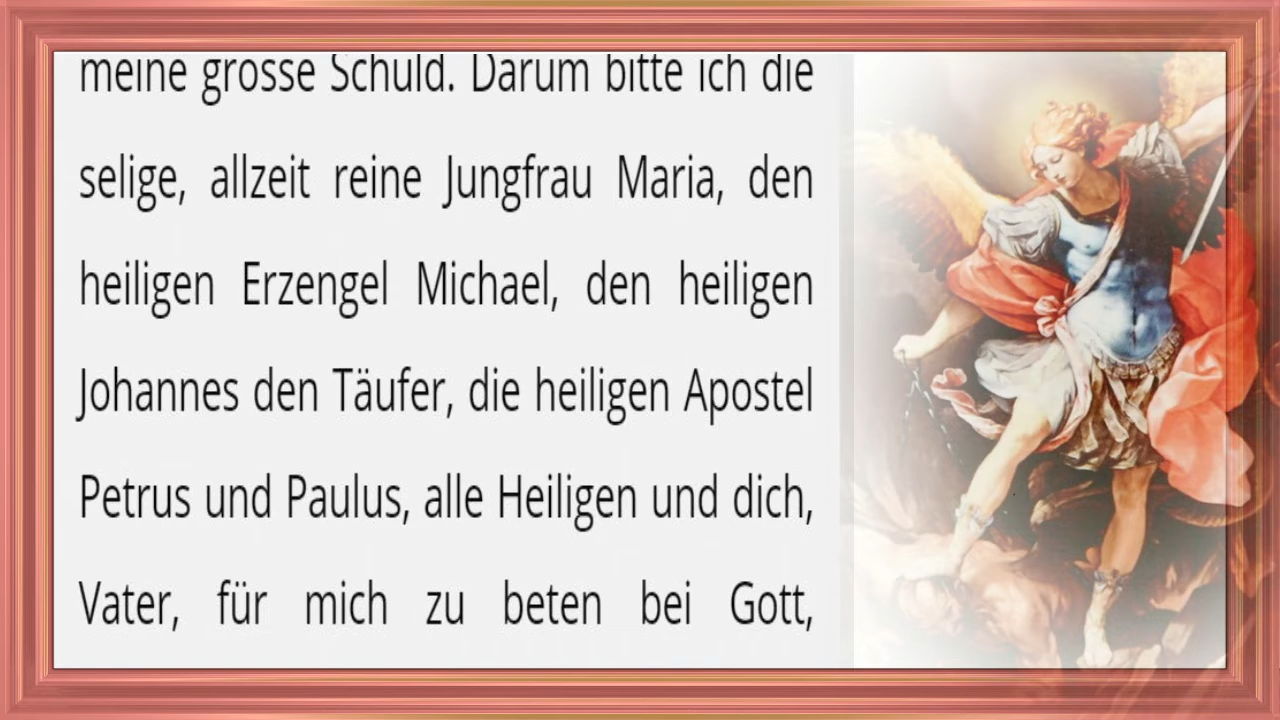 meine grosse Schuld. Darum bitte ich die
selige, allzeit reine Jungfrau Maria, den
heiligen Erzengel Michael, den heiligen
Johannes den Täufer, die heiligen Apostel
Petrus und Paulus, alle Heiligen und dich,
Vater, für mich zu beten bei Gott,